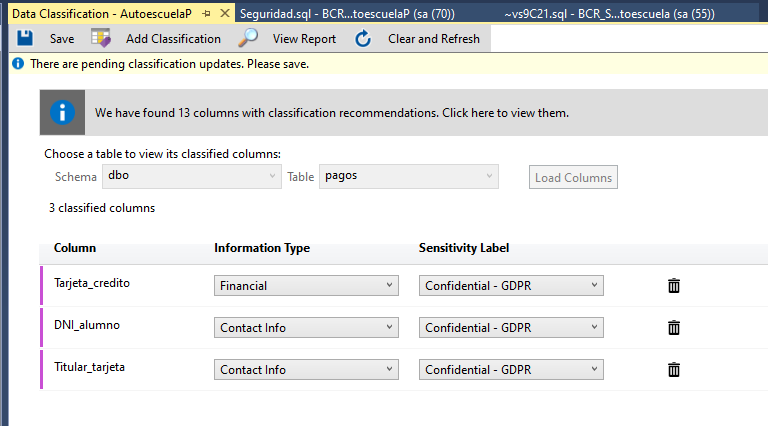 Data Classification - AutoescuelaP
Seguridad.sql - BCR...toescuelaP (sa (70))
~vs9C21.sql - BCR_S...toescuela (sa (55))
Save
Add Classification
View Report
Clear and Refresh
There are pending classification updates. Please save.
We have found 13 columns with classification recommendations. Click here to view them.
Choose a table to view its classified columns:
Schema dbo Table pagos Load Columns
3 classified columns
Column Information Type Sensitivity Label
Tarjeta_credito Financial Confidential - GDPR
DNI_alumno Contact Info Confidential - GDPR
Titular_tarjeta Contact Info Confidential - GDPR